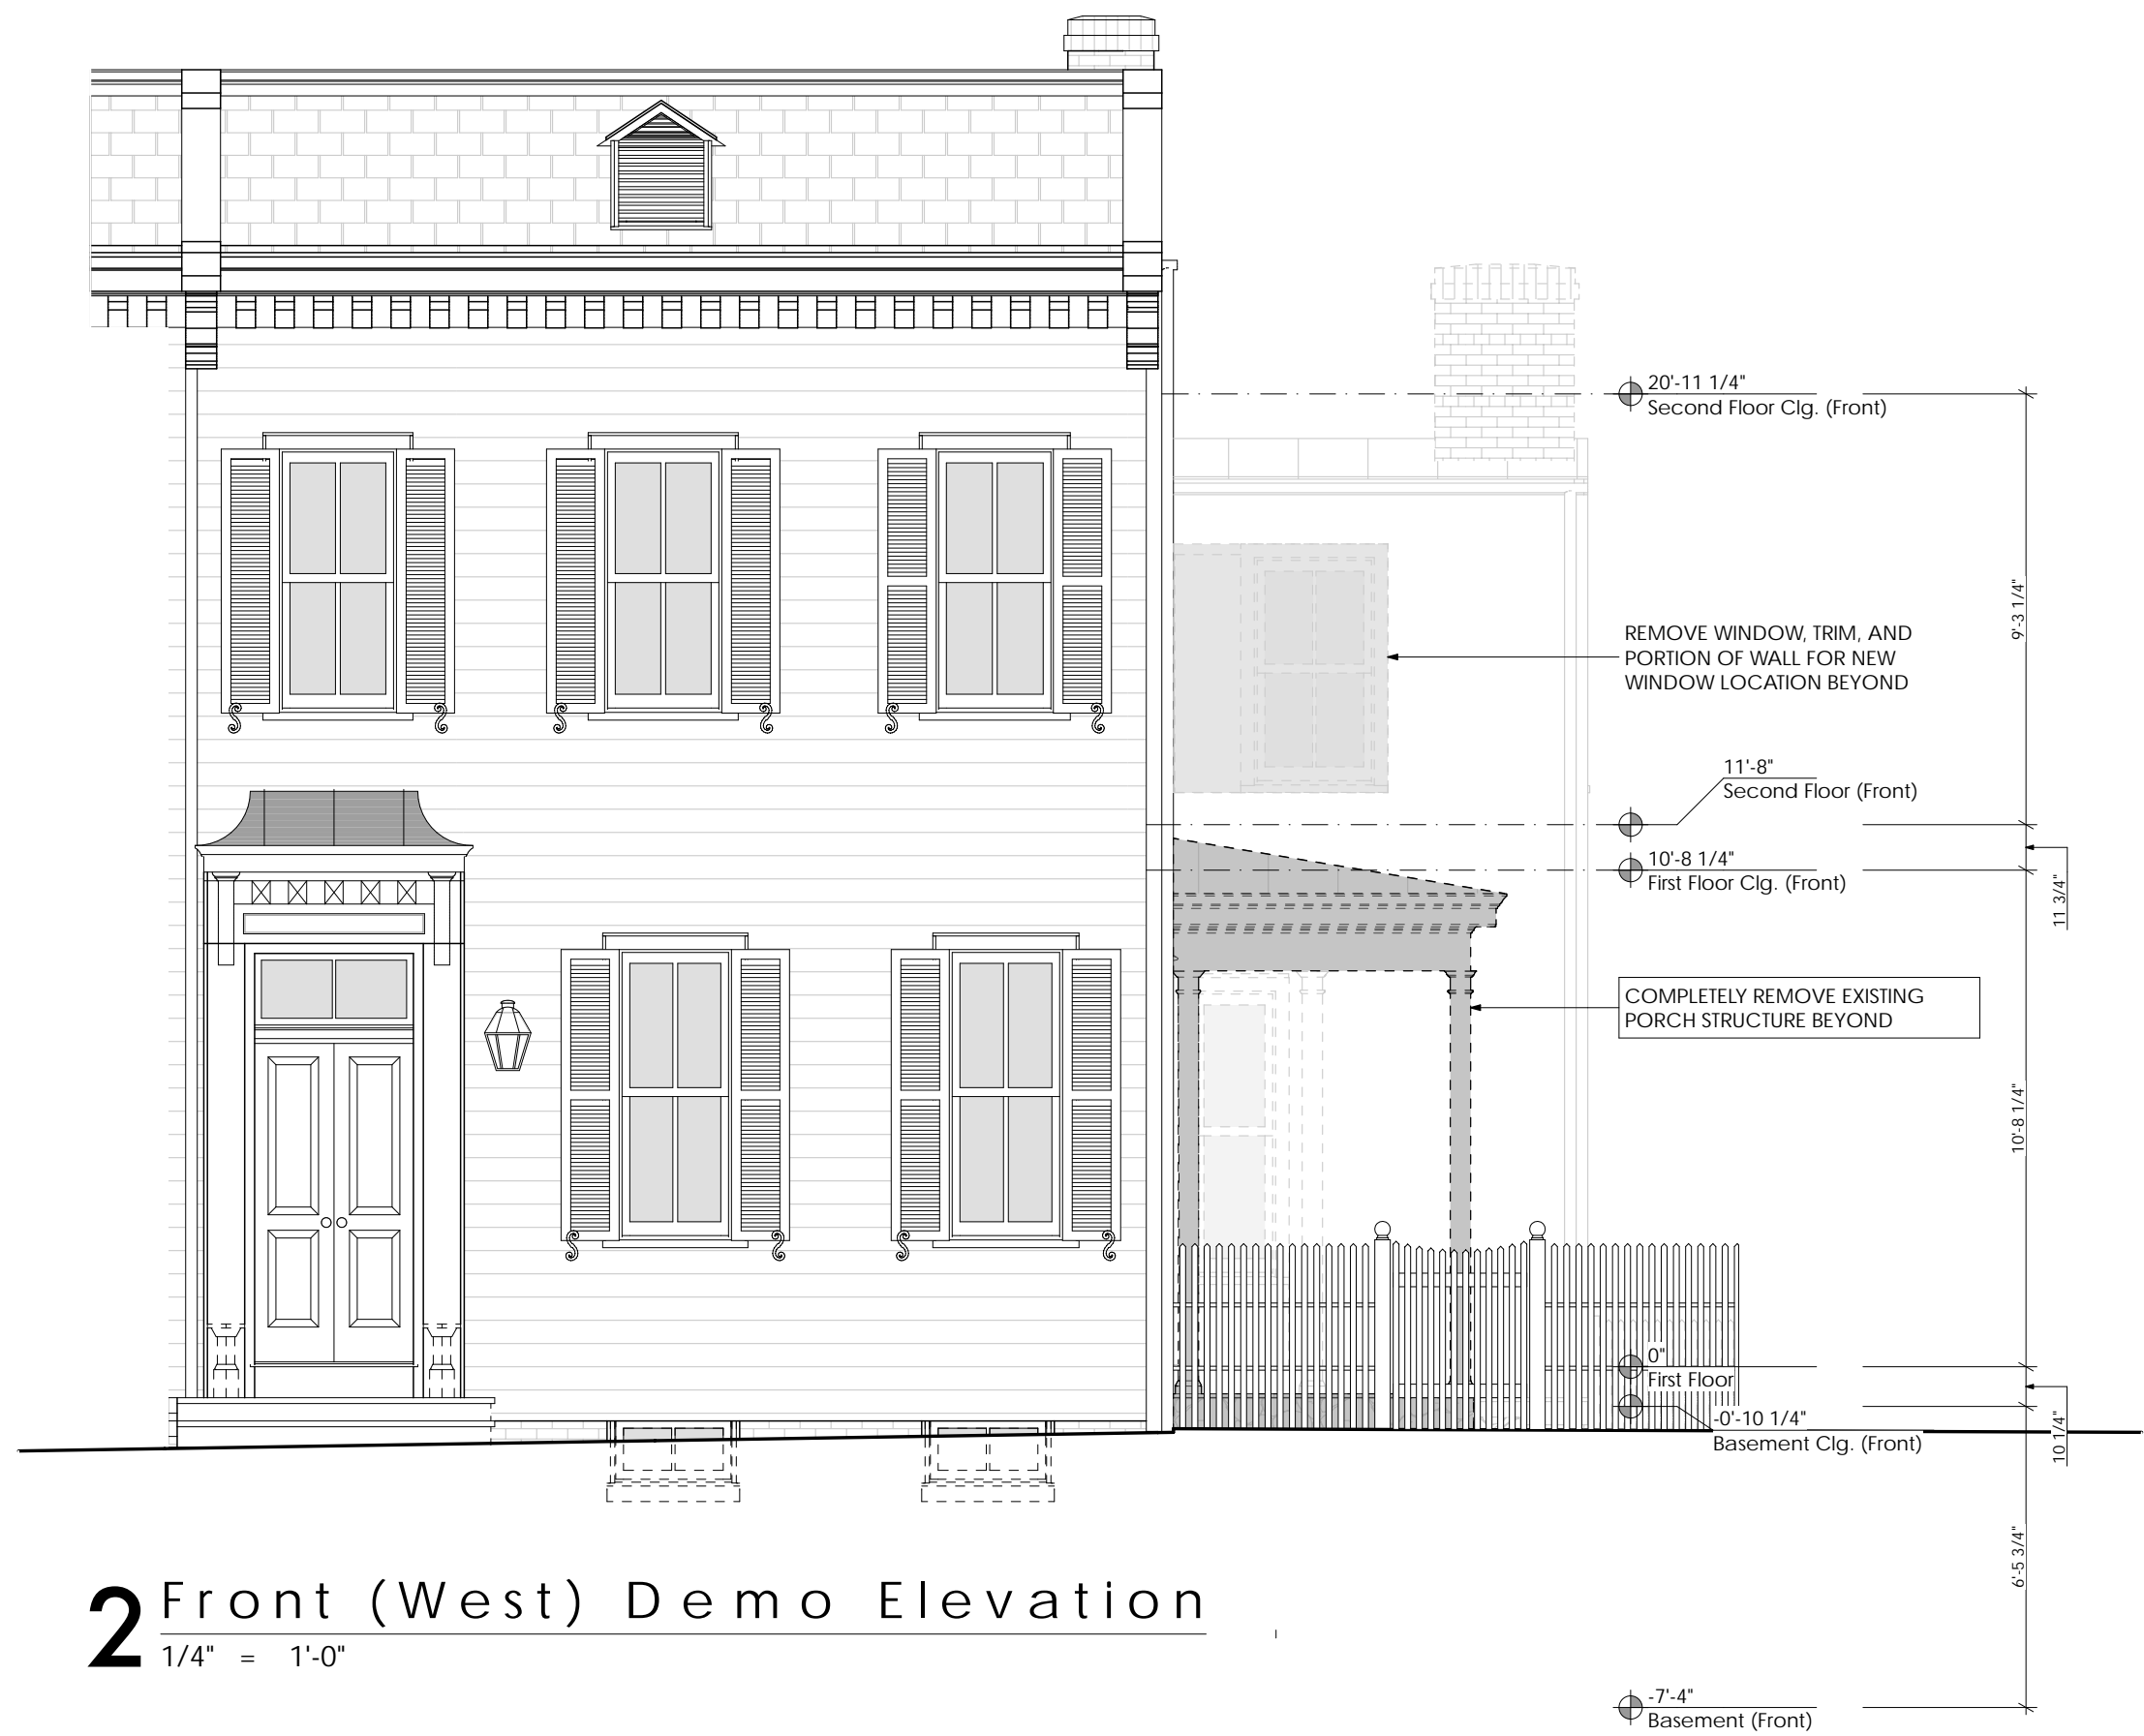 20'-11 1/4"
Second Floor Clg. (Front)
9'-3 1/4"
REMOVE WINDOW, TRIM, AND
PORTION OF WALL FOR NEW
WINDOW LOCATION BEYOND
11'-8"
Second Floor (Front)
10'-8 1/4"
First Floor Clg. (Front)
11 3/4"
COMPLETELY REMOVE EXISTING
PORCH STRUCTURE BEYOND
10'-8 1/4"
0"
First Floor
-0'-10 1/4"
Basement Clg. (Front)
10 1/4"
6'-5 3/4"
2 Front (West) Demo Elevation
1/4" = 1'-0"
-7'-4"
Basement (Front)